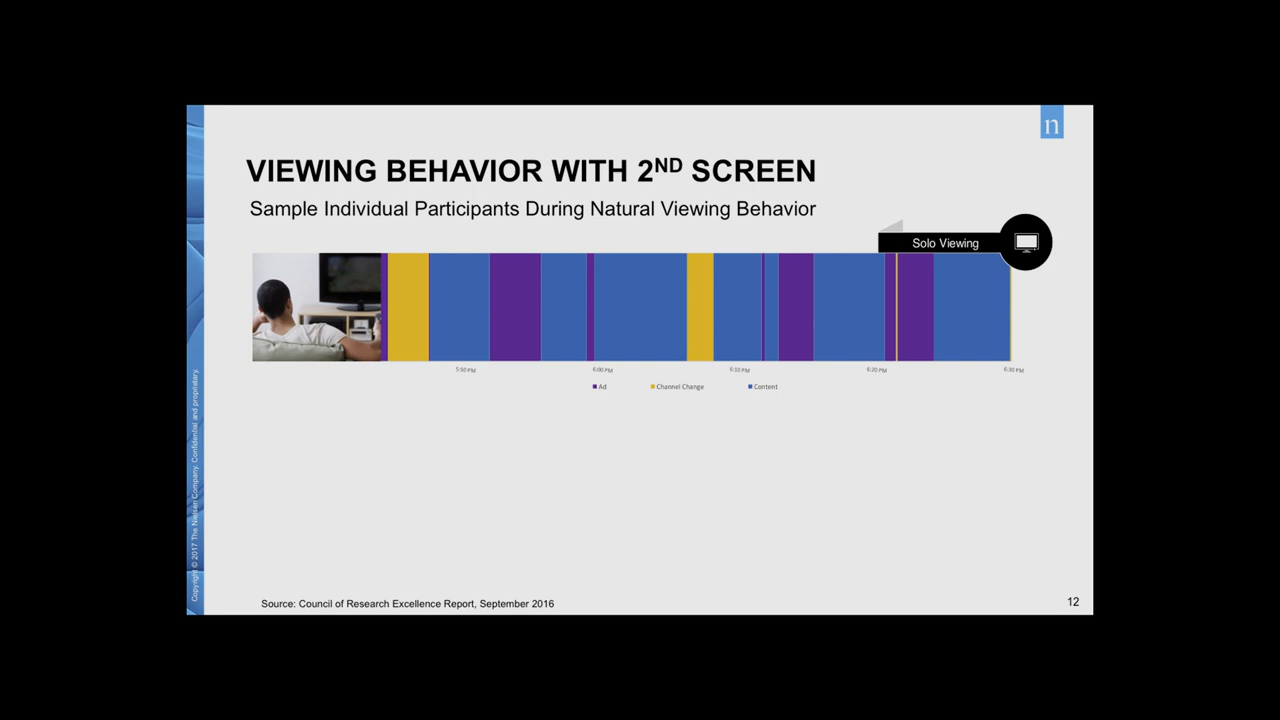 n
VIEWING BEHAVIOR WITH 2ND SCREEN
Sample Individual Participants During Natural Viewing Behavior
Solo Viewing
5:50 PM 6:00 PM 6:10 PM 6:20 PM 6:30 PM
Ad Channel Change Content
Copyright © 2017 The Nielsen Company. Confidential and proprietary.
Source: Council of Research Excellence Report, September 2016
12